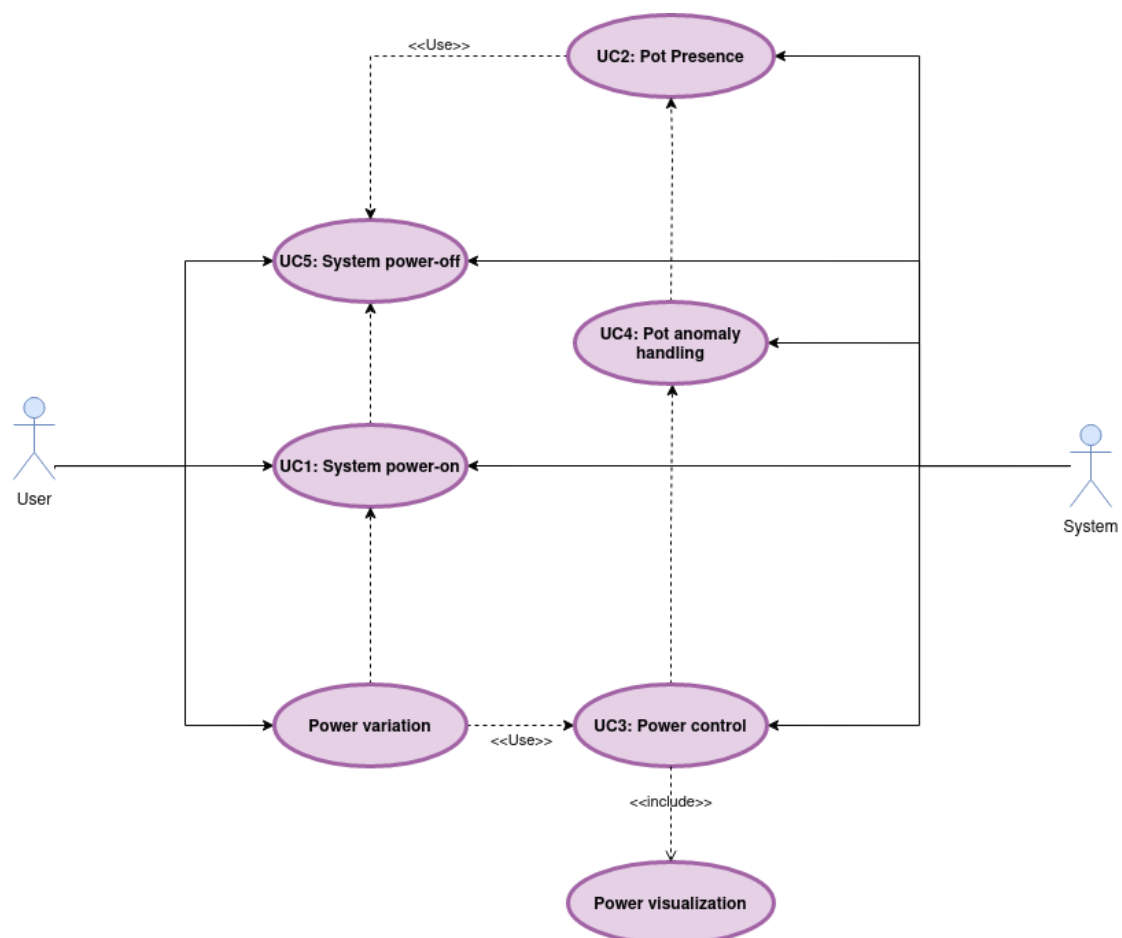 <<Use>>
UC2: Pot Presence
UC5: System power-off
UC4: Pot anomaly
handling
UC1: System power-on
User
System
Power variation
<<Use>>
UC3: Power control
<<include>>
Power visualization